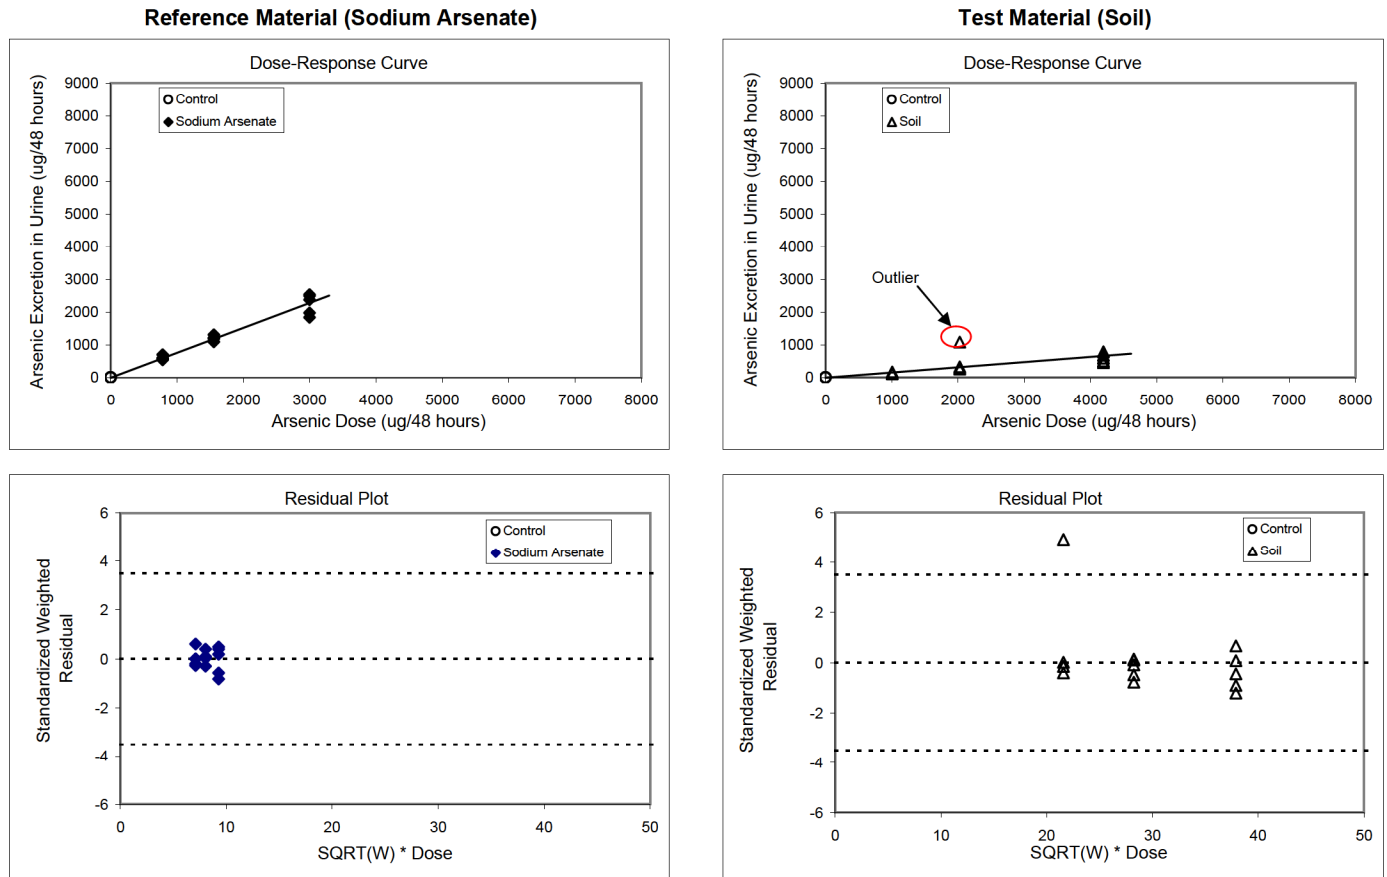 Reference Material (Sodium Arsenate)
Dose-Response Curve
Arsenic Excretion in Urine (ug/48 hours)
9000
8000
7000
6000
5000
4000
3000
2000
1000
0
Control
Sodium Arsenate
0 1000 2000 3000 4000 5000 6000 7000 8000
Arsenic Dose (ug/48 hours)
Test Material (Soil)
Dose-Response Curve
Arsenic Excretion in Urine (ug/48 hours)
9000
8000
7000
6000
5000
4000
3000
2000
1000
0
Control
Soil
Outlier
0 1000 2000 3000 4000 5000 6000 7000 8000
Arsenic Dose (ug/48 hours)
Residual Plot
Standardized Weighted
Residual
6
4
2
0
-2
-4
-6
Control
Sodium Arsenate
0 10 20 30 40 50
SQRT(W) * Dose
Residual Plot
Standardized Weighted
Residual
6
4
2
0
-2
-4
-6
Control
Soil
0 10 20 30 40 50
SQRT(W) * Dose